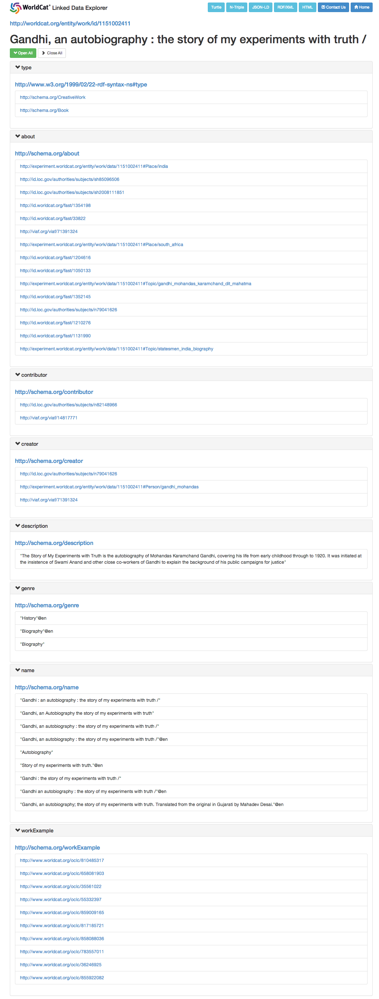 WorldCat® Linked Data Explorer
Turtle N-Triple JSON-LD RDF/XML HTML Contact Us Home
http://worldcat.org/entity/work/id/1151002411
Gandhi, an autobiography : the story of my experiments with truth /
Open All Close All
type
http://www.w3.org/1999/02/22-rdf-syntax-ns#type
http://schema.org/CreativeWork
http://schema.org/Book
about
http://schema.org/about
http://experiment.worldcat.org/entity/work/data/1151002411#Place/india
http://id.loc.gov/authorities/subjects/sh85096506
http://id.loc.gov/authorities/subjects/sh2008111851
http://id.worldcat.org/fast/1354198
http://id.worldcat.org/fast/33822
http://viaf.org/viaf/71391324
http://experiment.worldcat.org/entity/work/data/1151002411#Place/south_africa
http://id.worldcat.org/fast/1204616
http://id.worldcat.org/fast/1050133
http://experiment.worldcat.org/entity/work/data/1151002411#Topic/gandhi_mohandas_karamchand_dit_mahatma
http://id.worldcat.org/fast/1352145
http://id.loc.gov/authorities/subjects/n79041626
http://id.worldcat.org/fast/1210276
http://id.worldcat.org/fast/1131990
http://experiment.worldcat.org/entity/work/data/1151002411#Topic/statesmen_india_biography
contributor
http://schema.org/contributor
http://id.loc.gov/authorities/subjects/n82148966
http://viaf.org/viaf/14817771
creator
http://schema.org/creator
http://id.loc.gov/authorities/subjects/n79041626
http://experiment.worldcat.org/entity/work/data/1151002411#Person/gandhi_mohandas
http://viaf.org/viaf/71391324
description
http://schema.org/description
"The Story of My Experiments with Truth is the autobiography of Mohandas Karamchand Gandhi, covering his life from early childhood through to 1920. It was initiated at
the insistence of Swami Anand and other close co-workers of Gandhi to explain the background of his public campaigns for justice"
genre
http://schema.org/genre
"History"@en
"Biography"@en
"Biography"
name
http://schema.org/name
"Gandhi : an autobiography : the story of my experiments with truth /"
"Gandhi, an Autobiography the story of my experiments with truth"
"Gandhi, an autobiography : the story of my experiments with truth /"
"Gandhi, an autobiography : the story of my experiments with truth /"@en
"Autobiography"
"Story of my experiments with truth."@en
"Gandhi : the story of my experiments with truth /"
"Gandhi an autobiography : the story of my experiments with truth /"@en
"Gandhi, an autobiography; the story of my experiments with truth. Translated from the original in Gujarati by Mahadev Desai."@en
workExample
http://schema.org/workExample
http://www.worldcat.org/oclc/810485317
http://www.worldcat.org/oclc/658081903
http://www.worldcat.org/oclc/35561022
http://www.worldcat.org/oclc/55332397
http://www.worldcat.org/oclc/859009165
http://www.worldcat.org/oclc/817185721
http://www.worldcat.org/oclc/858088036
http://www.worldcat.org/oclc/783557011
http://www.worldcat.org/oclc/36246925
http://www.worldcat.org/oclc/855922082